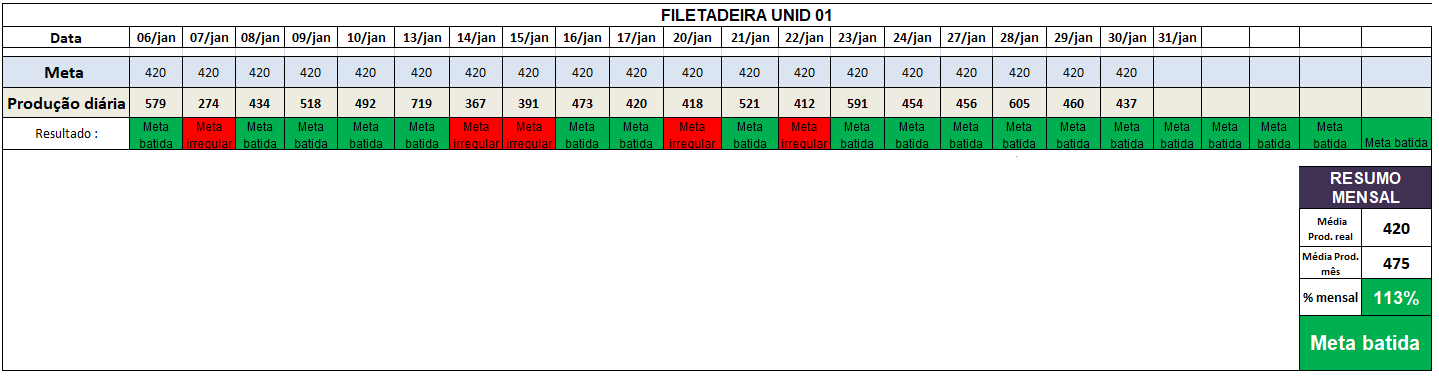 FILETADEIRA UNID 01
Data 06/jan 07/jan 08/jan 09/jan 10/jan 13/jan 14/jan 15/jan 16/jan 17/jan 20/jan 21/jan 22/jan 23/jan 24/jan 27/jan 28/jan 29/jan 30/jan 31/jan
Meta 420 420 420 420 420 420 420 420 420 420 420 420 420 420 420 420 420 420 420
Produção diária 579 274 434 518 492 719 367 391 473 420 418 521 412 591 454 456 605 460 437
Resultado : Meta batida Meta irregular Meta batida Meta batida Meta batida Meta batida Meta irregular Meta irregular Meta batida Meta batida Meta irregular Meta batida Meta irregular Meta batida Meta batida Meta batida Meta batida Meta batida Meta batida Meta batida Meta batida Meta batida Meta batida Meta batida
RESUMO
MENSAL
Média
Prod. real 420
Média Prod.
mês 475
% mensal 113%
Meta batida